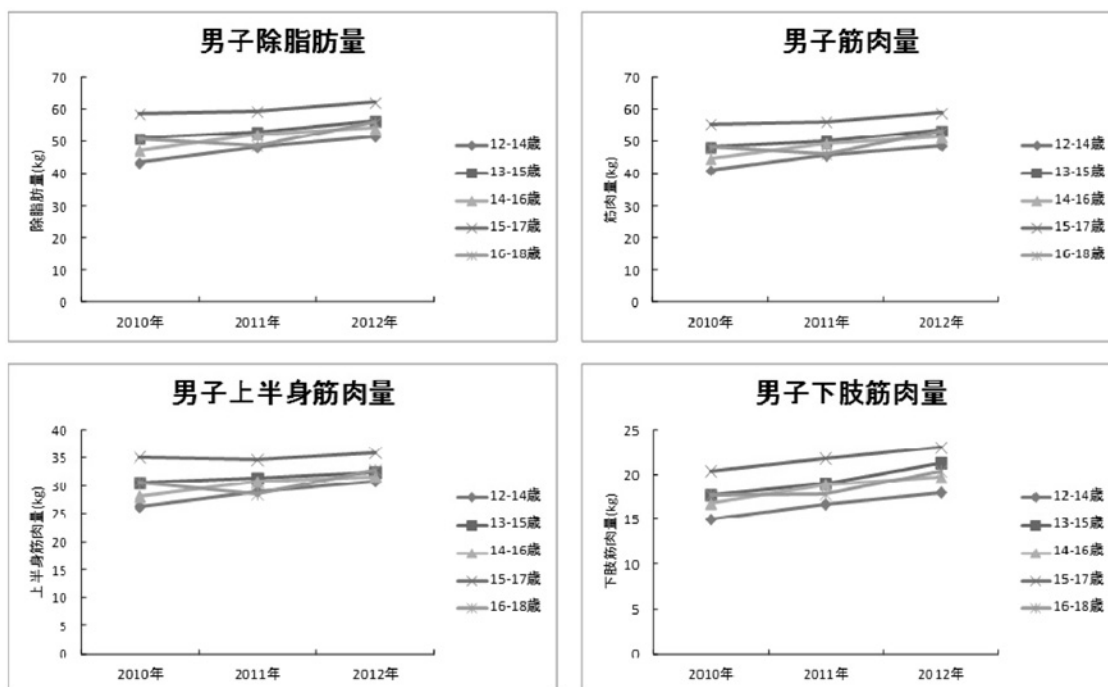 男子除脂肪量
除脂肪量(kg)
70
60
50
40
30
20
10
0
2010年 2011年 2012年
12-14歳
13-15歳
14-16歳
15-17歳
16-18歳
男子筋肉量
筋肉量(kg)
70
60
50
40
30
20
10
0
2010年 2011年 2012年
12-14歳
13-15歳
14-16歳
15-17歳
16-18歳
男子上半身筋肉量
上半身筋肉量(kg)
40
35
30
25
20
15
10
5
0
2010年 2011年 2012年
12-14歳
13-15歳
14-16歳
15-17歳
16-18歳
男子下肢筋肉量
下肢筋肉量(kg)
25
20
15
10
5
0
2010年 2011年 2012年
12-14歳
13-15歳
14-16歳
15-17歳
16-18歳